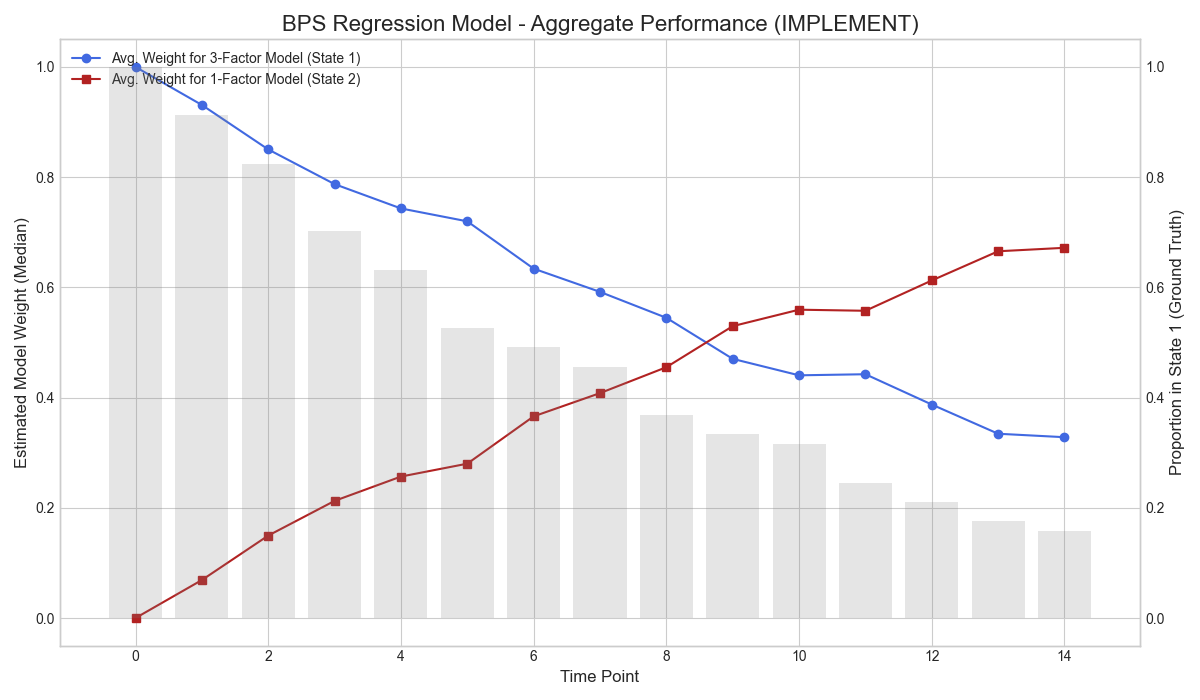 BPS Regression Model - Aggregate Performance (IMPLEMENT)
Avg. Weight for 3-Factor Model (State 1)
Avg. Weight for 1-Factor Model (State 2)
Estimated Model Weight (Median)
1.0
0.8
0.6
0.4
0.2
0.0
1.0
0.8
0.6
0.4
0.2
0.0
Proportion in State 1 (Ground Truth)
0 2 4 6 8 10 12 14
Time Point